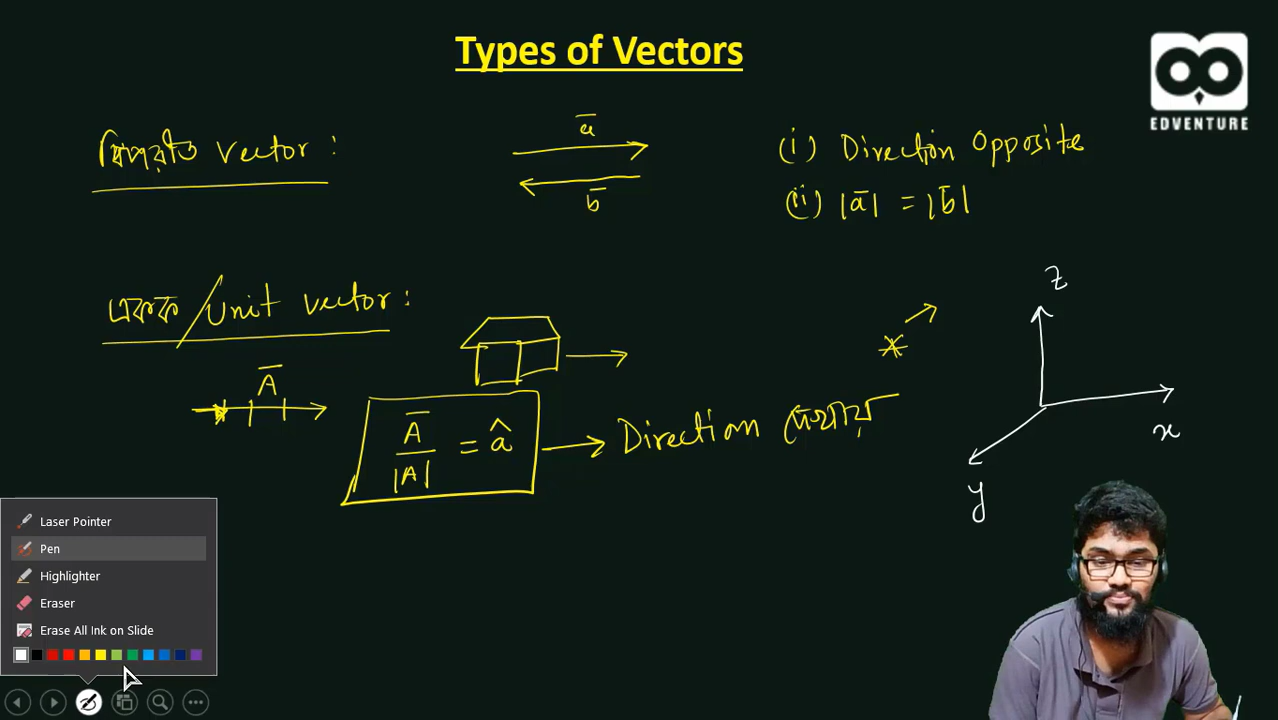 Types of Vectors
EDVENTURE
বিপরীত vector :
a̅
b̅
(i) Direction Opposite
(ii) |a̅| = |b̅|
একক /Unit vector :
A̅
A̅/|A| = â → Direction বোঝায়
z
x
y
Laser Pointer
Pen
Highlighter
Eraser
Erase All Ink on Slide